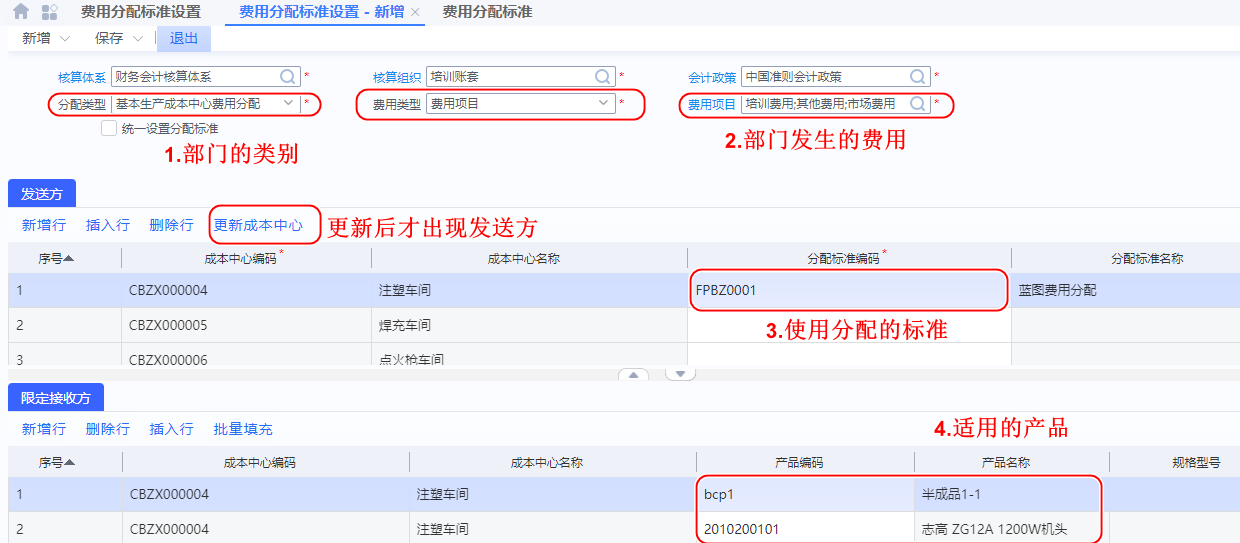 费用分配标准设置 费用分配标准设置 - 新增 × 费用分配标准
新增 保存 退出
核算体系 财务会计核算体系 * 核算组织 培训账套 * 会计政策 中国准则会计政策 *
分配类型 基本生产成本中心费用分配 * 费用类型 费用项目 * 费用项目 培训费用;其他费用;市场费用 *
统一设置分配标准
1.部门的类别
2.部门发生的费用
发送方
新增行 插入行 删除行 更新成本中心 更新后才出现发送方
序号 成本中心编码* 成本中心名称 分配标准编码* 分配标准名称
1 CBZX000004 注塑车间 FPBZ0001 蓝图费用分配
2 CBZX000005 焊充车间
3.使用分配的标准
3 CBZX000006 点火枪车间
限定接收方
新增行 删除行 插入行 批量填充
4.适用的产品
序号 成本中心编码 成本中心名称 产品编码 产品名称 规格型号
1 CBZX000004 注塑车间 bcp1 半成品1-1
2 CBZX000004 注塑车间 2010200101 志高 ZG12A 1200W机头